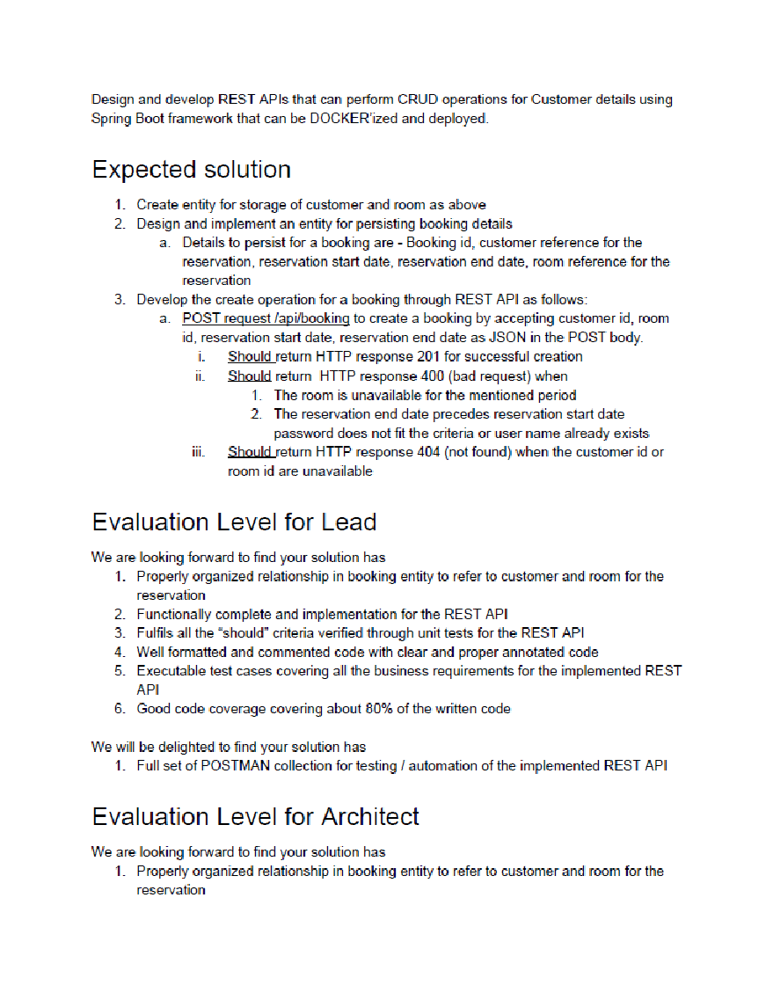 Design and develop REST APIs that can perform CRUD operations for Customer details using
Spring Boot framework that can be DOCKER'ized and deployed.
Expected solution
1. Create entity for storage of customer and room as above
2. Design and implement an entity for persisting booking details
a. Details to persist for a booking are - Booking id, customer reference for the
reservation, reservation start date, reservation end date, room reference for the
reservation
3. Develop the create operation for a booking through REST API as follows:
a. POST request /api/booking to create a booking by accepting customer id, room
id, reservation start date, reservation end date as JSON in the POST body.
i. Should return HTTP response 201 for successful creation
ii. Should return HTTP response 400 (bad request) when
1. The room is unavailable for the mentioned period
2. The reservation end date precedes reservation start date
password does not fit the criteria or user name already exists
iii. Should return HTTP response 404 (not found) when the customer id or
room id are unavailable
Evaluation Level for Lead
We are looking forward to find your solution has
1. Properly organized relationship in booking entity to refer to customer and room for the
reservation
2. Functionally complete and implementation for the REST API
3. Fulfils all the “should” criteria verified through unit tests for the REST API
4. Well formatted and commented code with clear and proper annotated code
5. Executable test cases covering all the business requirements for the implemented REST
API
6. Good code coverage covering about 80% of the written code
We will be delighted to find your solution has
1. Full set of POSTMAN collection for testing / automation of the implemented REST API
Evaluation Level for Architect
We are looking forward to find your solution has
1. Properly organized relationship in booking entity to refer to customer and room for the
reservation